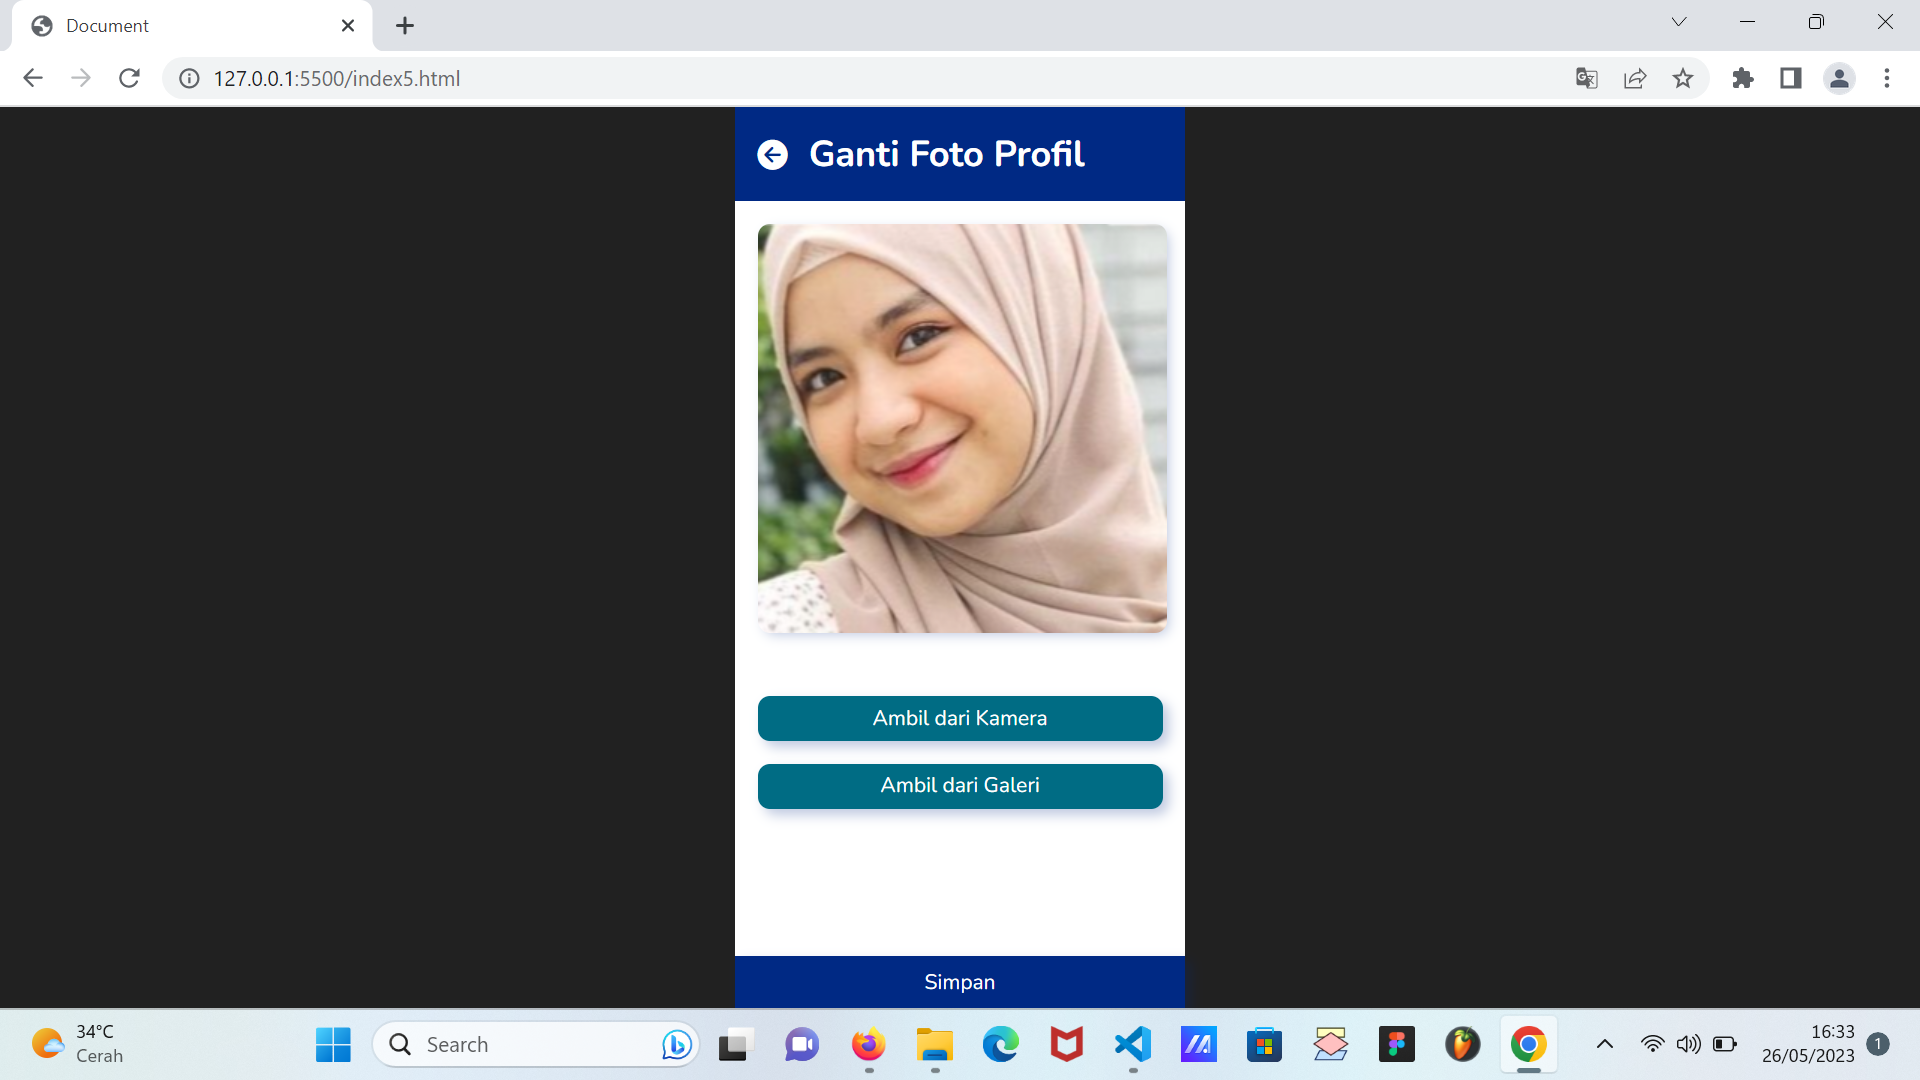 Document
127.0.0.1:5500/index5.html
Ganti Foto Profil
Ambil dari Kamera
Ambil dari Galeri
Simpan
34°C
Cerah
Search
16:33
26/05/2023
1